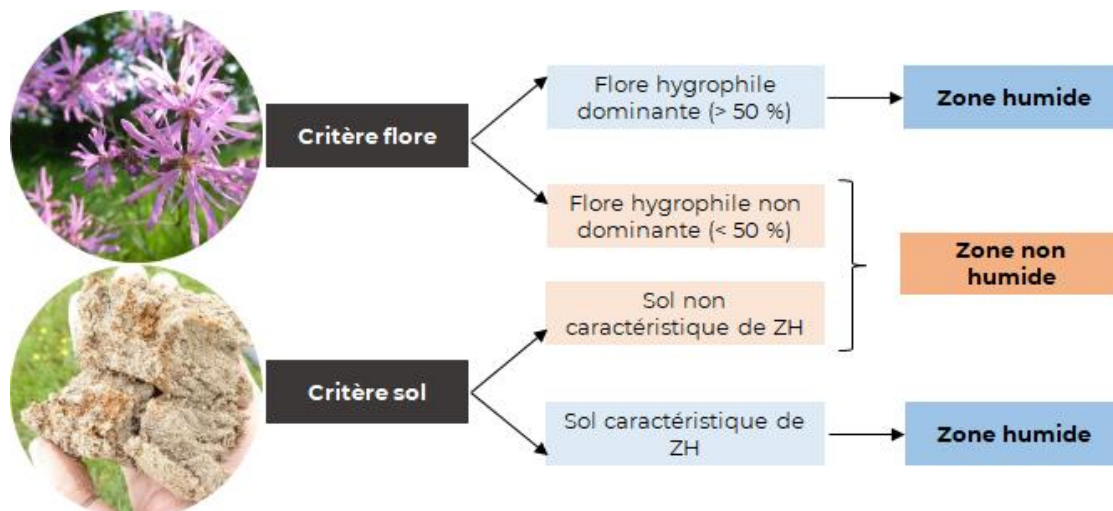 Critère flore
Flore hygrophile
dominante (> 50 %)
Zone humide
Flore hygrophile non
dominante (< 50 %)
Zone non
humide
Sol non
caractéristique de ZH
Critère sol
Sol caractéristique de
ZH
Zone humide